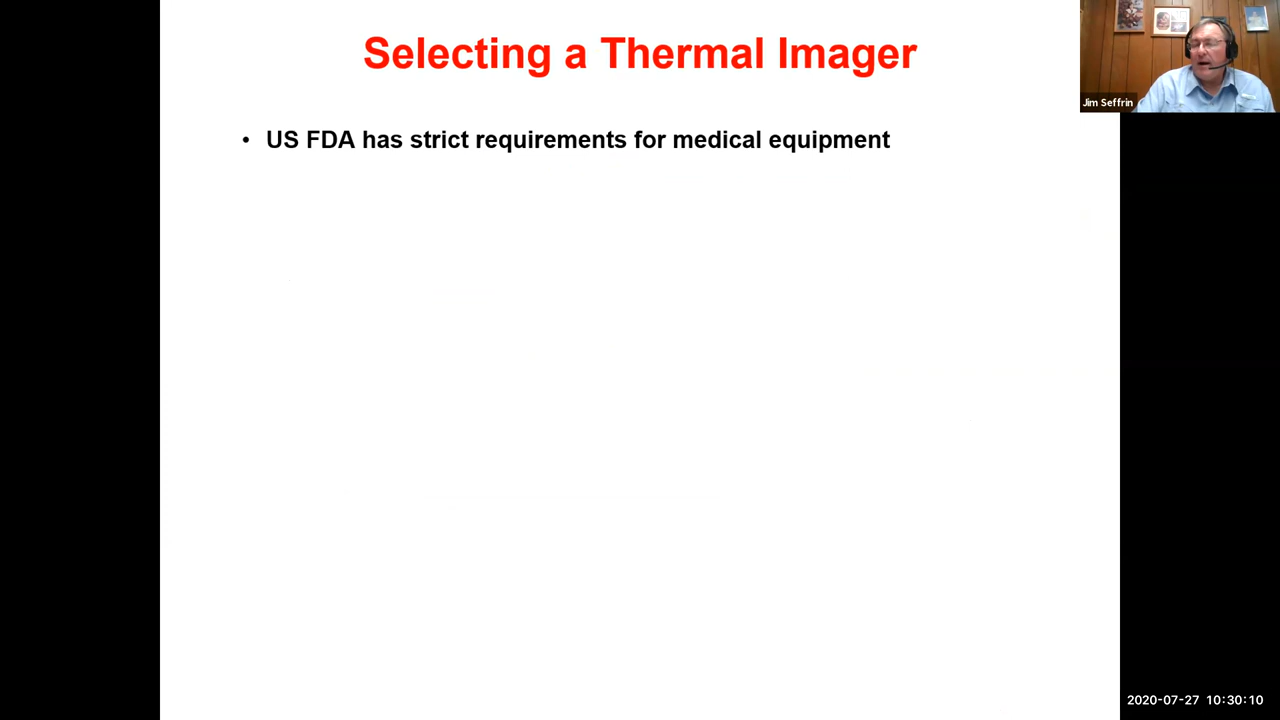 Selecting a Thermal Imager
Jim Seffrin
• US FDA has strict requirements for medical equipment
2020-07-27 10:30:10